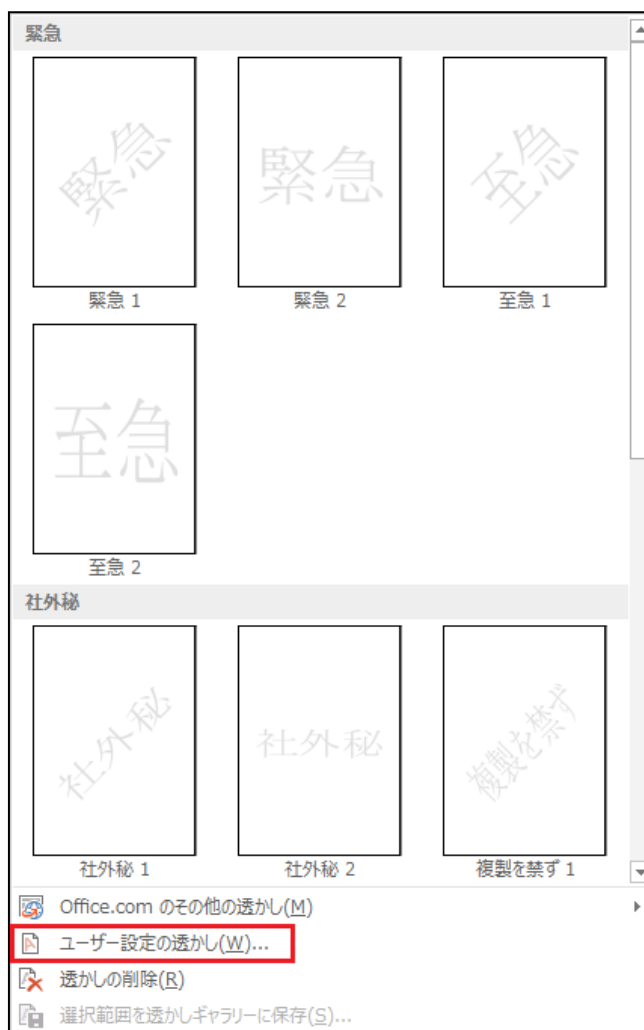 緊急
緊急 緊急 至急
緊急 1 緊急 2 至急 1
至急
至急 2
社外秘
社外秘 社外秘 複製を禁ず
社外秘 1 社外秘 2 複製を禁ず 1
Office.com のその他の透かし(M)
ユーザー設定の透かし(W)...
透かしの削除(R)
選択範囲を透かしギャラリーに保存(S)...